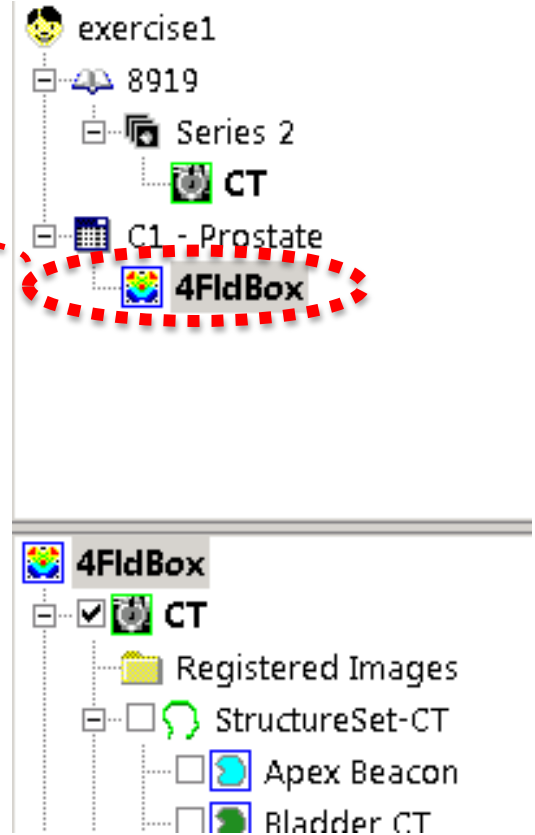 exercise1
8919
Series 2
CT
C1 - Prostate
4FldBox
4FldBox
CT
Registered Images
StructureSet-CT
Apex Beacon
Bladder CT